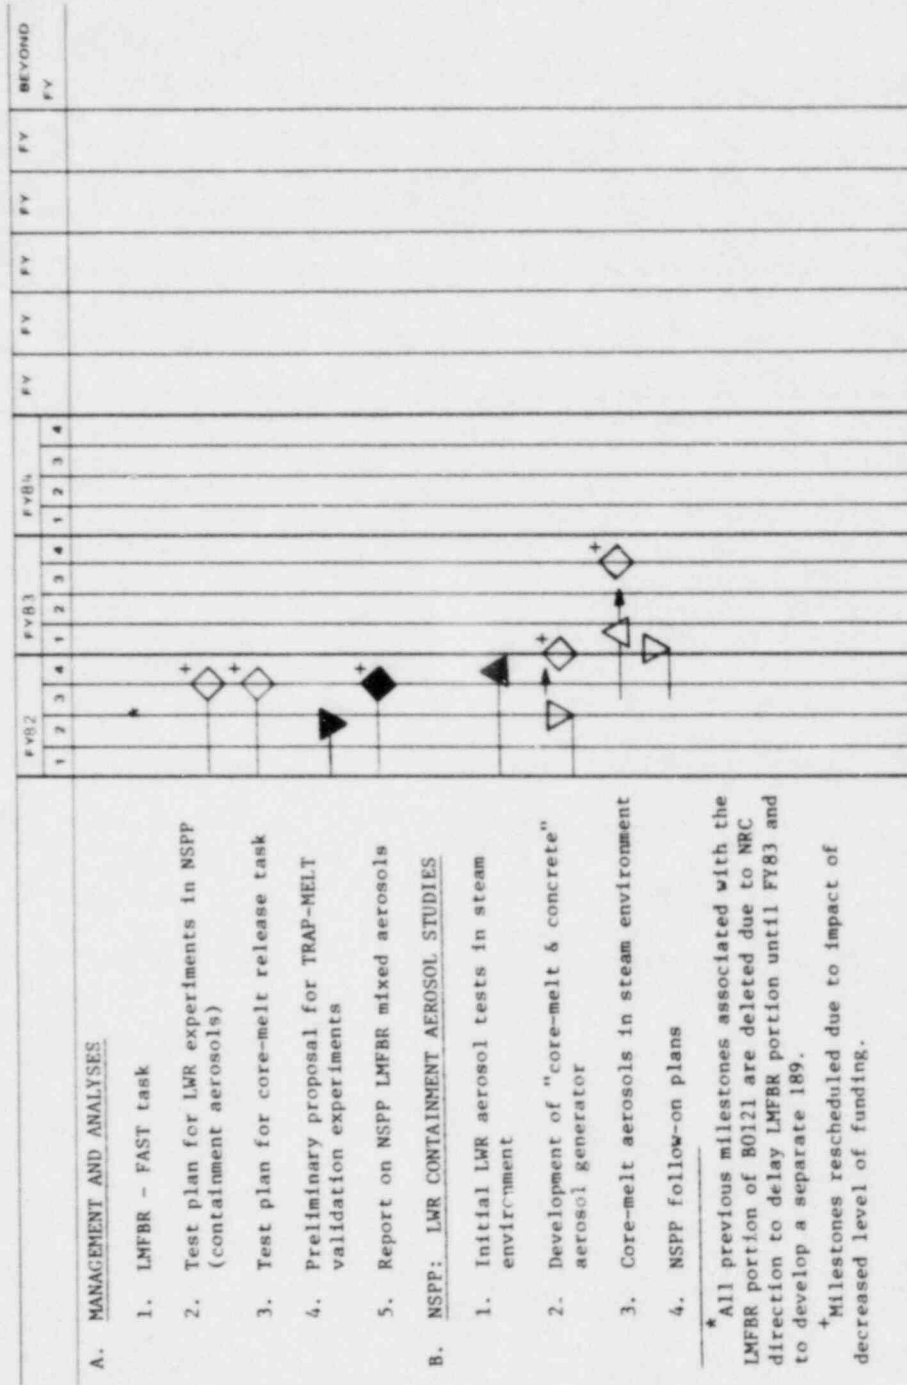 FY82 FY83 FY84 FY FY FY FY FY BEYOND FY
1 2 3 4 1 2 3 4 1 2 3 4
A. MANAGEMENT AND ANALYSES
1. LMFBR - FAST task
*
2. Test plan for LWR experiments in NSPP
(containment aerosols)
+
3. Test plan for core-melt release task
+
4. Preliminary proposal for TRAP-MELT
validation experiments
5. Report on NSPP LMFBR mixed aerosols
+
B. NSPP: LWR CONTAINMENT AEROSOL STUDIES
1. Initial LWR aerosol tests in steam
environment
2. Development of "core-melt & concrete"
aerosol generator
+
3. Core-melt aerosols in steam environment
+
4. NSPP follow-on plans
*All previous milestones associated with the
LMFBR portion of BO121 are deleted due to NRC
direction to delay LMFBR portion until FY83 and
to develop a separate 189.
+Milestones rescheduled due to impact of
decreased level of funding.